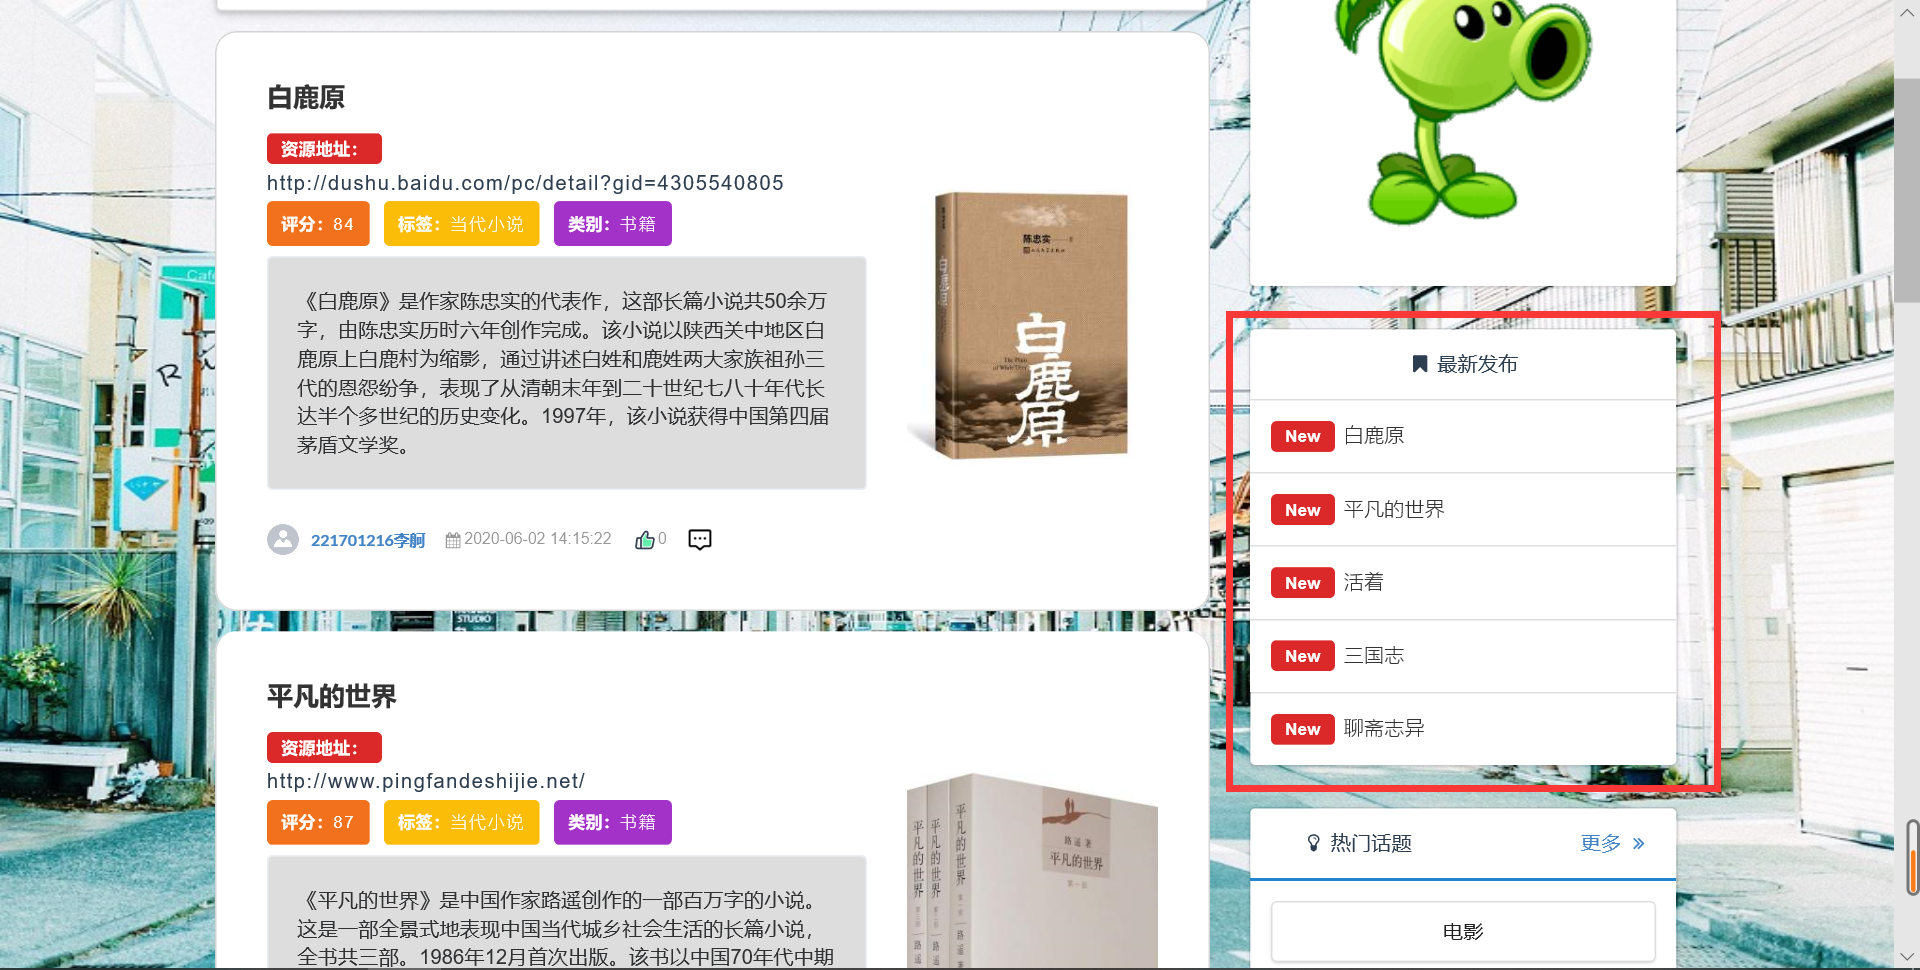 白鹿原
资源地址：
http://dushu.baidu.com/pc/detail?gid=4305540805
评分：84 标签：当代小说 类别：书籍
《白鹿原》是作家陈忠实的代表作，这部长篇小说共50余万
字，由陈忠实历时六年创作完成。该小说以陕西关中地区白
鹿原上白鹿村为缩影，通过讲述白姓和鹿姓两大家族祖孙三
代的恩怨纷争，表现了从清朝末年到二十世纪七八十年代长
达半个多世纪的历史变化。1997年，该小说获得中国第四届
茅盾文学奖。
陈忠实
白鹿原
白鹿原
221701216李舸 2020-06-02 14:15:22 0
STUDIO
平凡的世界
资源地址：
http://www.pingfandeshijie.net/
评分：87 标签：当代小说 类别：书籍
《平凡的世界》是中国作家路遥创作的一部百万字的小说。
这是一部全景式地表现中国当代城乡社会生活的长篇小说，
全书共三部。1986年12月首次出版。该书以中国70年代中期
平凡的世界
平凡的世界
平凡的世界
路遥 著
平凡的世界
最新发布
New 白鹿原
New 平凡的世界
New 活着
New 三国志
New 聊斋志异
热门话题 更多 »
电影